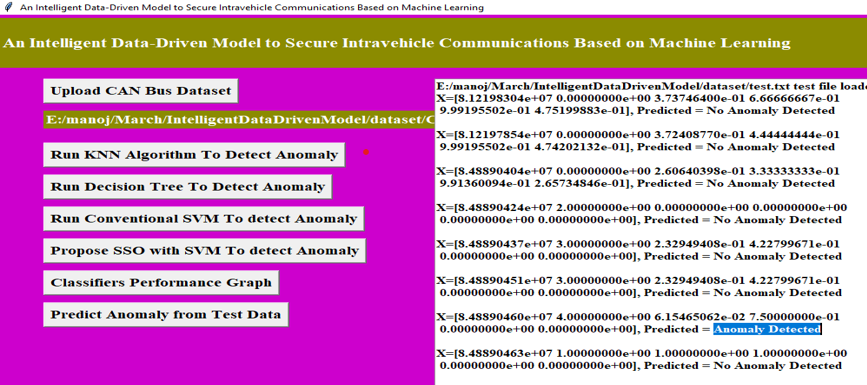 An Intelligent Data-Driven Model to Secure Intravehicle Communications Based on Machine Learning
An Intelligent Data-Driven Model to Secure Intravehicle Communications Based on Machine Learning
Upload CAN Bus Dataset
E:/manoj/March/IntelligentDataDrivenModel/dataset/C
Run KNN Algorithm To Detect Anomaly
Run Decision Tree To Detect Anomaly
Run Conventional SVM To detect Anomaly
Propose SSO with SVM To detect Anomaly
Classifiers Performance Graph
Predict Anomaly from Test Data
E:/manoj/March/IntelligentDataDrivenModel/dataset/test.txt test file loade
X=[8.12198304e+07 0.00000000e+00 3.73746400e-01 6.66666667e-01
9.99195502e-01 4.75199883e-01], Predicted = No Anomaly Detected
X=[8.12197854e+07 0.00000000e+00 3.72408770e-01 4.44444444e-01
9.99195502e-01 4.74202132e-01], Predicted = No Anomaly Detected
X=[8.48890404e+07 0.00000000e+00 2.60640398e-01 3.33333333e-01
9.91360094e-01 2.65734846e-01], Predicted = No Anomaly Detected
X=[8.48890424e+07 2.00000000e+00 0.00000000e+00 0.00000000e+00
0.00000000e+00 0.00000000e+00], Predicted = No Anomaly Detected
X=[8.48890437e+07 3.00000000e+00 2.32949408e-01 4.22799671e-01
0.00000000e+00 0.00000000e+00], Predicted = No Anomaly Detected
X=[8.48890451e+07 3.00000000e+00 2.32949408e-01 4.22799671e-01
0.00000000e+00 0.00000000e+00], Predicted = No Anomaly Detected
X=[8.48890460e+07 4.00000000e+00 6.15465062e-02 7.50000000e-01
0.00000000e+00 0.00000000e+00], Predicted = Anomaly Detected
X=[8.48890463e+07 1.00000000e+00 1.00000000e+00 1.00000000e+00
0.00000000e+00 0.00000000e+00], Predicted = No Anomaly Detected